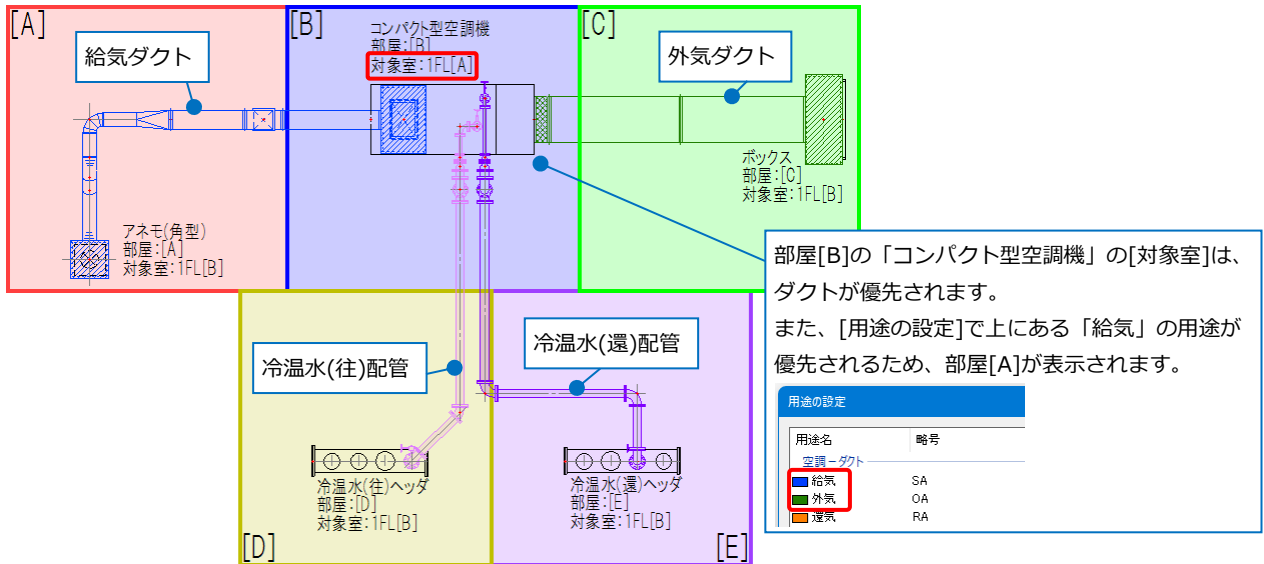 [A]
給気ダクト
アネモ(角型)
部屋:[A]
対象室:1FL[B]
[B]
コンパクト型空調機
部屋:[B]
対象室:1FL[A]
[C]
外気ダクト
ボックス
部屋:[C]
対象室:1FL[B]
部屋[B]の「コンパクト型空調機」の[対象室]は、
ダクトが優先されます。
また、[用途の設定]で上にある「給気」の用途が
優先されるため、部屋[A]が表示されます。
用途の設定
用途名 略号
空調-ダクト
給気 SA
外気 OA
還気 RA
冷温水(往)配管
冷温水(往)ヘッダ
部屋:[D]
対象室:1FL[B]
[D]
冷温水(還)配管
冷温水(還)ヘッダ
部屋:[E]
対象室:1FL[B]
[E]